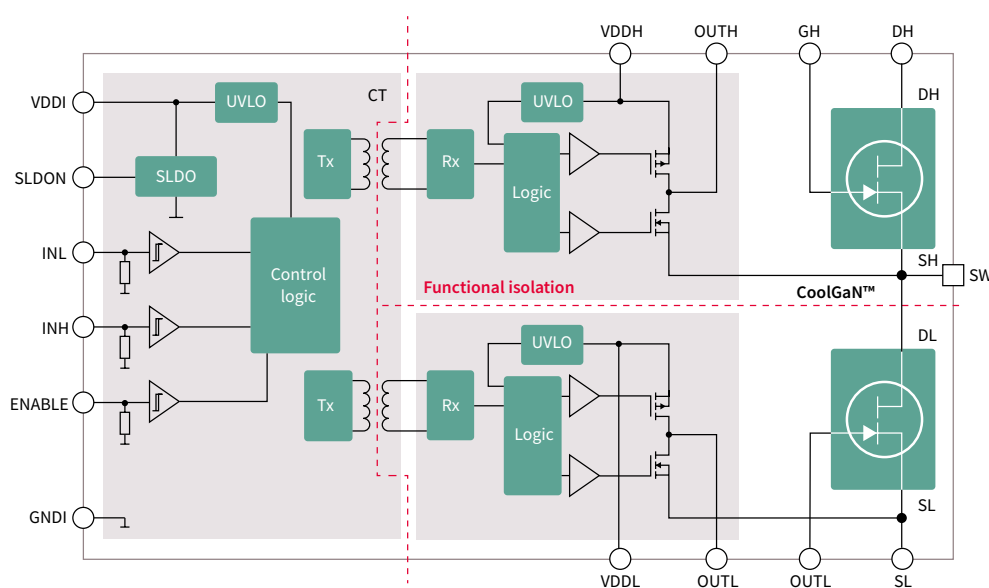 VDDH
OUTH
GH
DH
CT
VDDI
UVLO
UVLO
DH
Tx
Rx
Logic
SLDON
SLDO
INL
Control
logic
SH
SW
Functional isolation
CoolGaN™
INH
UVLO
DL
ENABLE
Tx
Rx
Logic
SL
GNDI
VDDL
OUTL
OUTL
SL